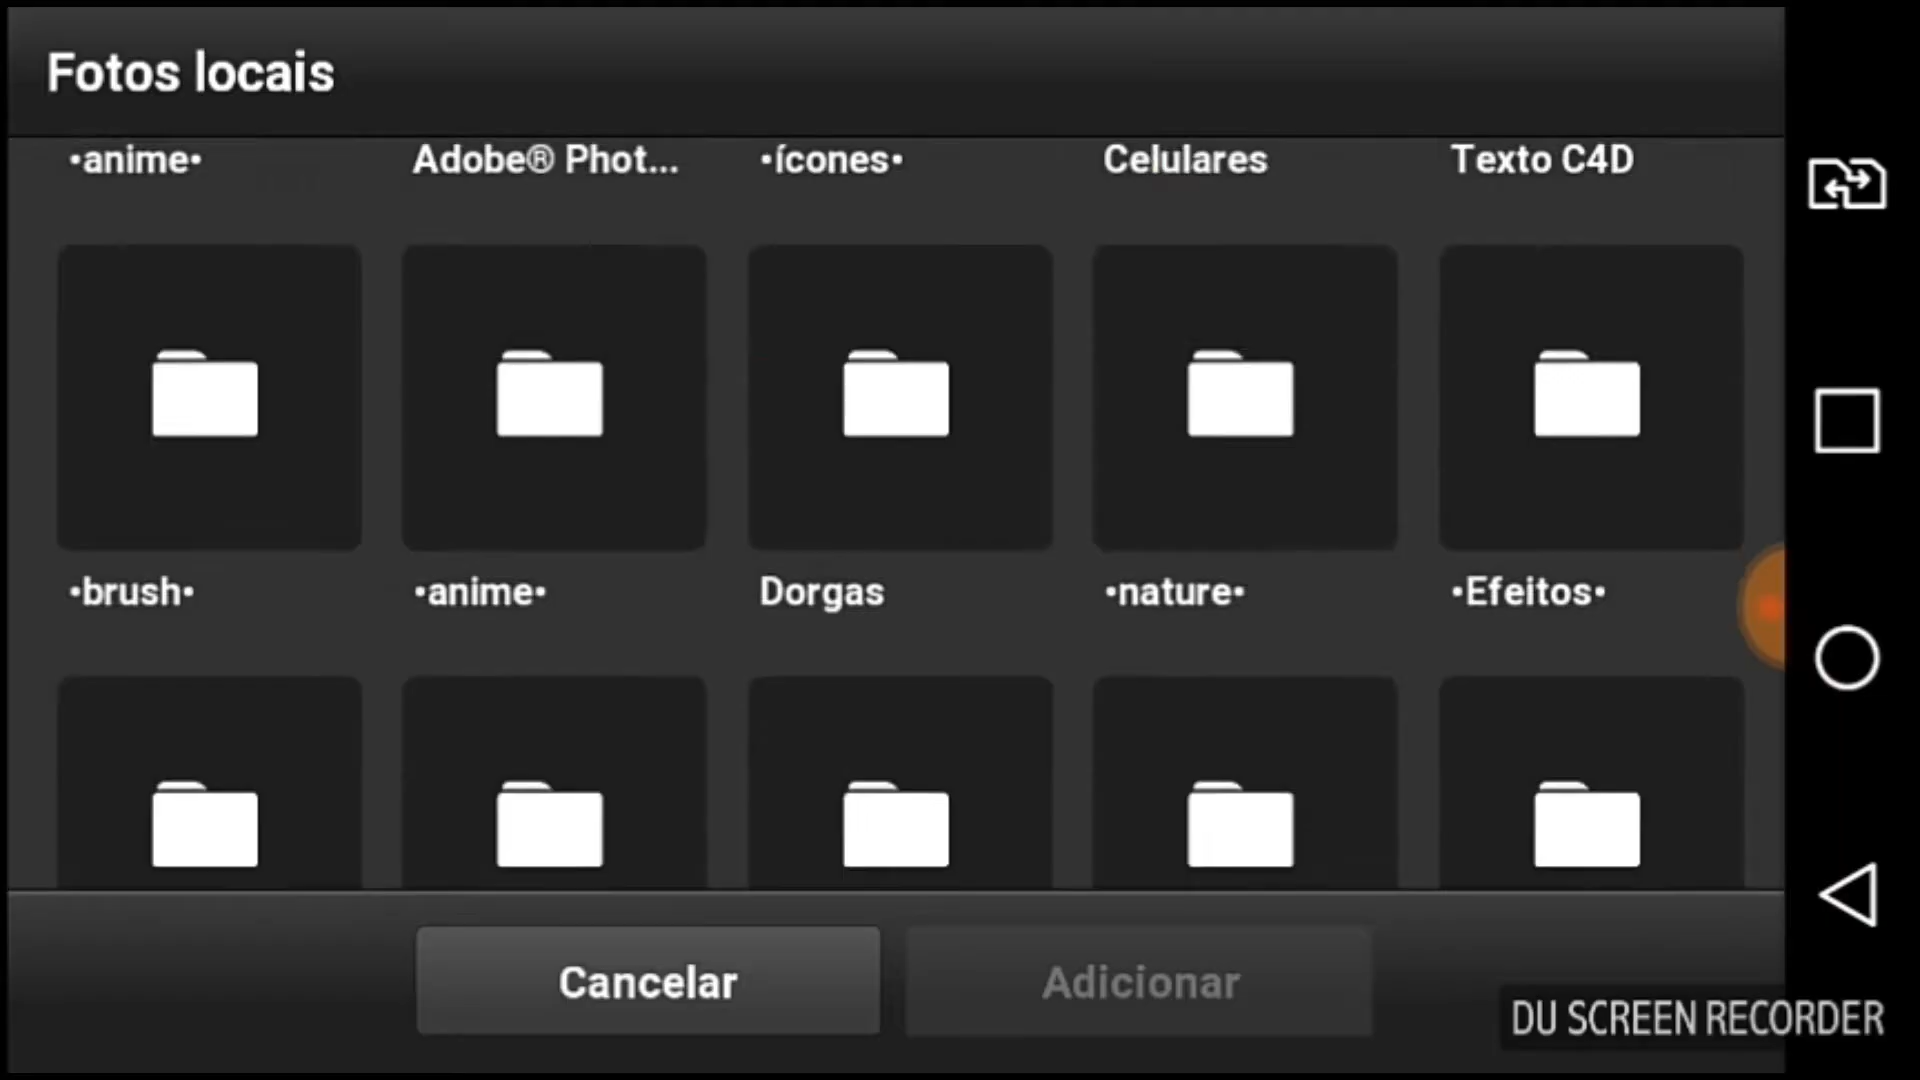 Fotos locais
•anime•
Adobe® Phot...
•ícones•
Celulares
Texto C4D
•brush•
•anime•
Dorgas
•nature•
•Efeitos•
Cancelar
Adicionar
DU SCREEN RECORDER